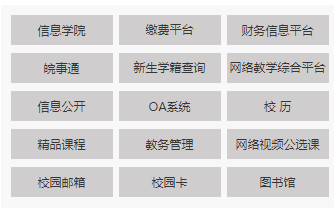 信息学院 缴费平台 财务信息平台
皖事通 新生学籍查询 网络教学综合平台
信息公开 OA系统 校 历
精品课程 教务管理 网络视频公选课
校园邮箱 校园卡 图书馆